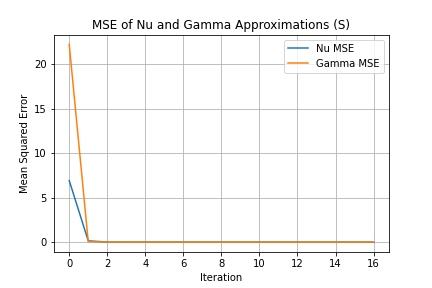 MSE of Nu and Gamma Approximations (S)
Nu MSE
Gamma MSE
Mean Squared Error
20
15
10
5
0
0 2 4 6 8 10 12 14 16
Iteration